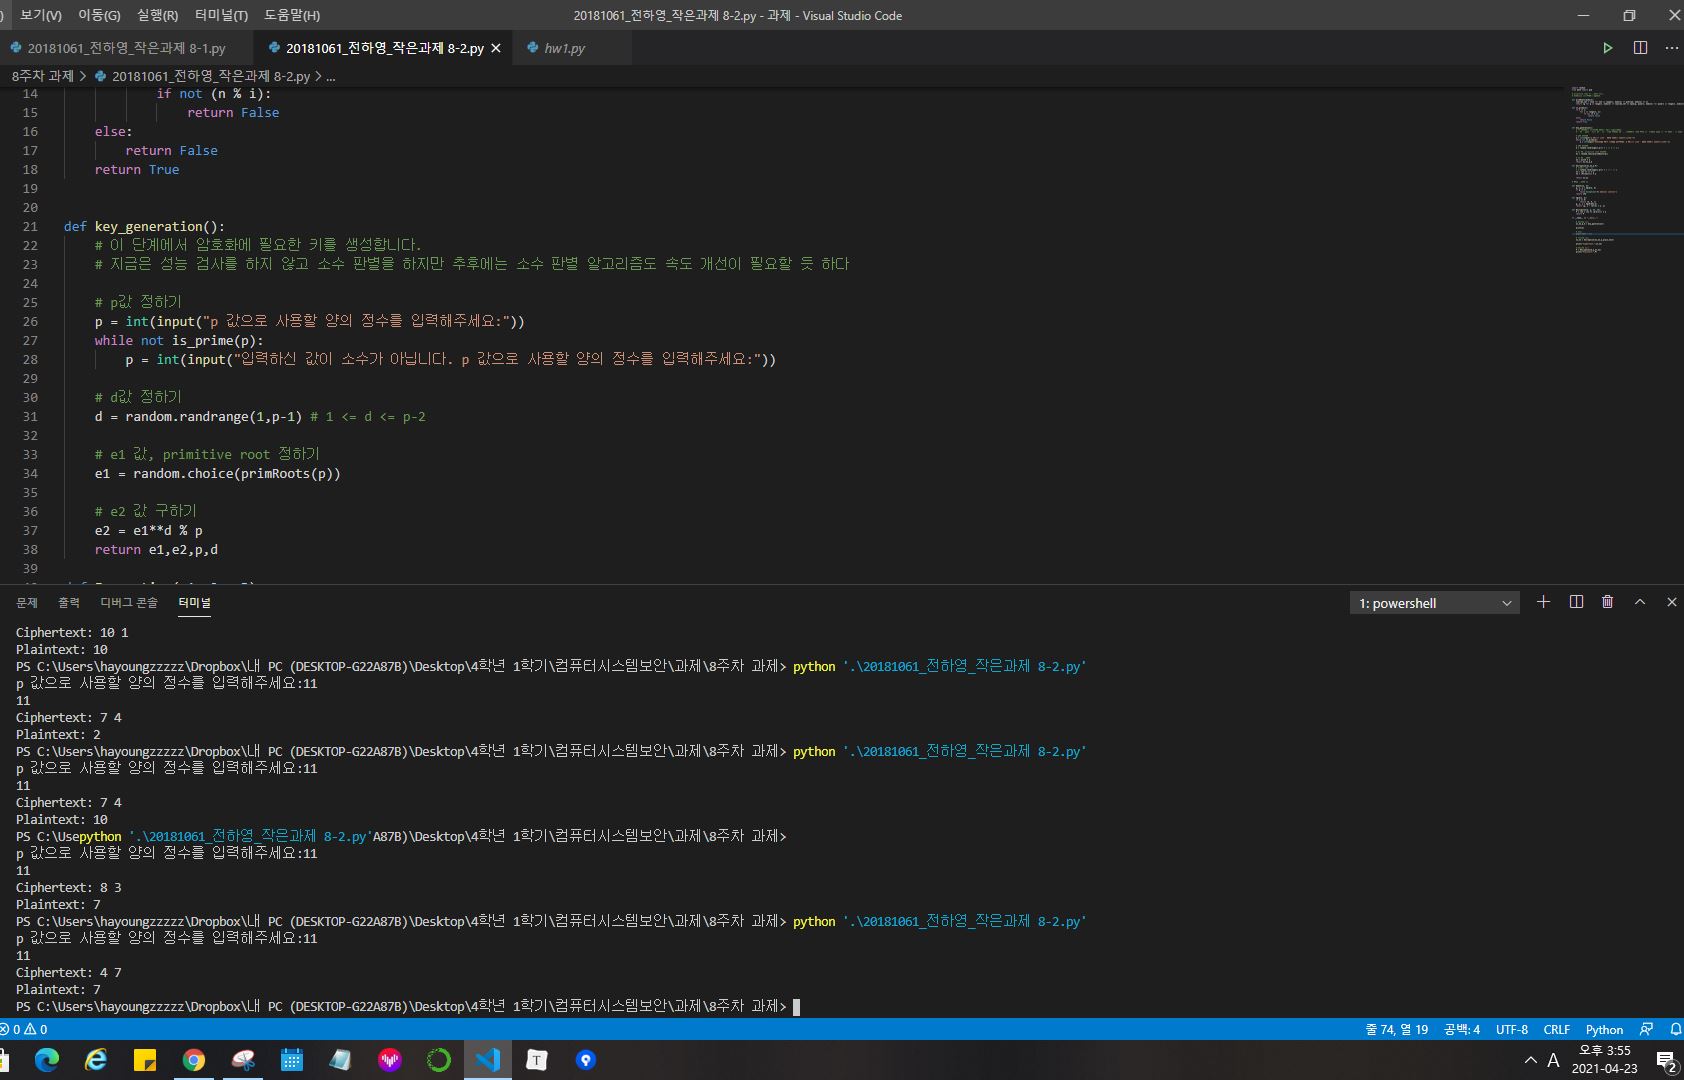 보기(V) 이동(G) 실행(R) 터미널(T) 도움말(H) 20181061_전하영_작은과제 8-2.py - 과제 - Visual Studio Code
20181061_전하영_작은과제 8-1.py 20181061_전하영_작은과제 8-2.py hw1.py
8주차 과제 > 20181061_전하영_작은과제 8-2.py > ...
14 if not (n % i):
15 return False
16 else:
17 return False
18 return True
19
20
21 def key_generation():
22 # 이 단계에서 암호화에 필요한 키를 생성합니다.
23 # 지금은 성능 검사를 하지 않고 소수 판별을 하지만 추후에는 소수 판별 알고리즘도 속도 개선이 필요할 듯 하다
24
25 # p값 정하기
26 p = int(input("p 값으로 사용할 양의 정수를 입력해주세요:"))
27 while not is_prime(p):
28 p = int(input("입력하신 값이 소수가 아닙니다. p 값으로 사용할 양의 정수를 입력해주세요:"))
29
30 # d값 정하기
31 d = random.randrange(1,p-1) # 1 <= d <= p-2
32
33 # e1 값, primitive root 정하기
34 e1 = random.choice(primRoots(p))
35
36 # e2 값 구하기
37 e2 = e1**d % p
38 return e1,e2,p,d
39
문제 출력 디버그 콘솔 터미널 1: powershell
Ciphertext: 10 1
Plaintext: 10
PS C:\Users\hayoungzzzzz\Dropbox\내 PC (DESKTOP-G22A87B)\Desktop\4학년 1학기\컴퓨터시스템보안\과제\8주차 과제> python '.\20181061_전하영_작은과제 8-2.py'
p 값으로 사용할 양의 정수를 입력해주세요:11
11
Ciphertext: 7 4
Plaintext: 2
PS C:\Users\hayoungzzzzz\Dropbox\내 PC (DESKTOP-G22A87B)\Desktop\4학년 1학기\컴퓨터시스템보안\과제\8주차 과제> python '.\20181061_전하영_작은과제 8-2.py'
p 값으로 사용할 양의 정수를 입력해주세요:11
11
Ciphertext: 7 4
Plaintext: 10
PS C:\Usepython '.\20181061_전하영_작은과제 8-2.py'A87B)\Desktop\4학년 1학기\컴퓨터시스템보안\과제\8주차 과제>
p 값으로 사용할 양의 정수를 입력해주세요:11
11
Ciphertext: 8 3
Plaintext: 7
PS C:\Users\hayoungzzzzz\Dropbox\내 PC (DESKTOP-G22A87B)\Desktop\4학년 1학기\컴퓨터시스템보안\과제\8주차 과제> python '.\20181061_전하영_작은과제 8-2.py'
p 값으로 사용할 양의 정수를 입력해주세요:11
11
Ciphertext: 4 7
Plaintext: 7
PS C:\Users\hayoungzzzzz\Dropbox\내 PC (DESKTOP-G22A87B)\Desktop\4학년 1학기\컴퓨터시스템보안\과제\8주차 과제>
0 0 줄 74, 열 19 공백: 4 UTF-8 CRLF Python
A 오후 3:55
2021-04-23 2